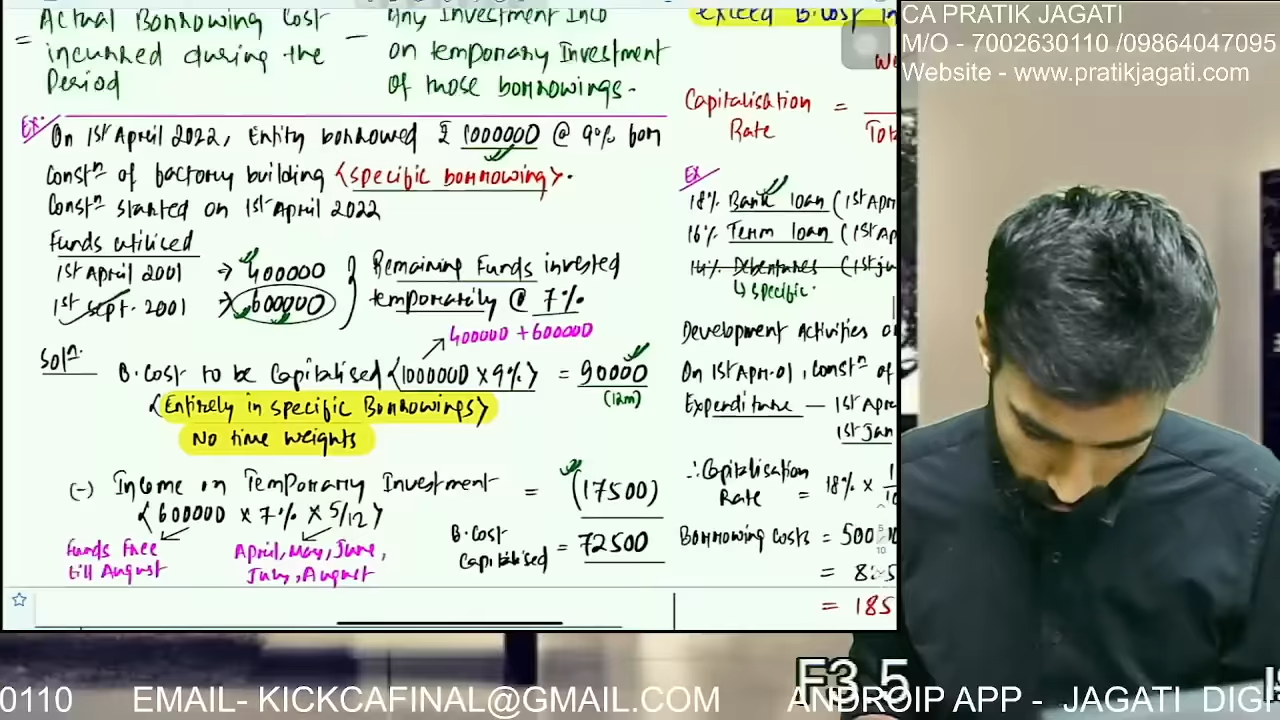 Actual Borrowing Cost
= incurred during the
Period
- Any Investment Inco
on temporary Investment
of those borrowings.
Ex. On 1st April 2022, Entity borrowed ₹ 1000000 @ 9% for
Constⁿ of factory building <specific borrowing>.
Constⁿ started on 1st April 2022
Funds utilised
1st April 2001 → 400000
1st Sept. 2001 → 600000
Remaining Funds invested
temporarily @ 7%
400000 + 600000
Solⁿ.
B.Cost to be Capitalised <1000000 x 9%> = 90000
(12m)
<Entirely in specific Borrowings>
No time weights
(-) Income on Temporary Investment = (17500)
<600000 x 7% x 5/12>
Funds Free
till August
April, May, June,
July, August
B.Cost
Capitalised = 72500
exceed B.Cost in
Capitalisation
Rate =
Ex
18% Bank loan (1st Apr
16% Term loan (1st Ap
14% Debentures (1st Ju
↳ specific.
Development Activities
On 1st Apr-01, Constⁿ of
Expenditure — 1st Apr
1st Jan
∴ Capitalisation
Rate = 18% x
Borrowing Costs = 500
= 185
CA PRATIK JAGATI
M/O - 7002630110 /09864047095
Website - www.pratikjagati.com
F3 5
0110 EMAIL- KICKCAFINAL@GMAIL.COM ANDROIP APP - JAGATI DIGI